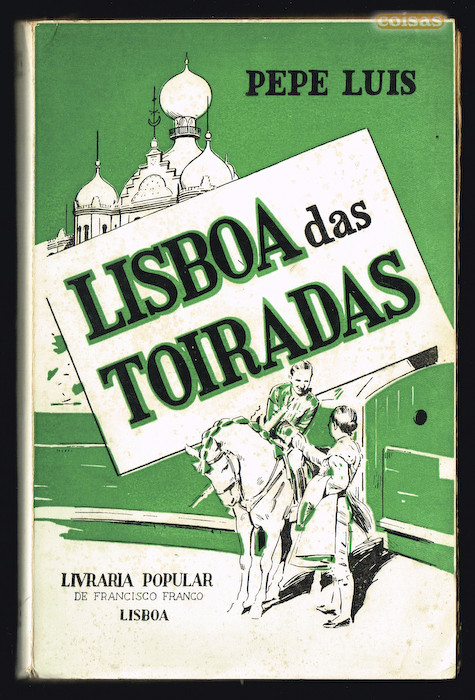 coisas
PEPE LUIS
LISBOA das
TOIRADAS
LIVRARIA POPULAR
DE FRANCISCO FRANCO
LISBOA